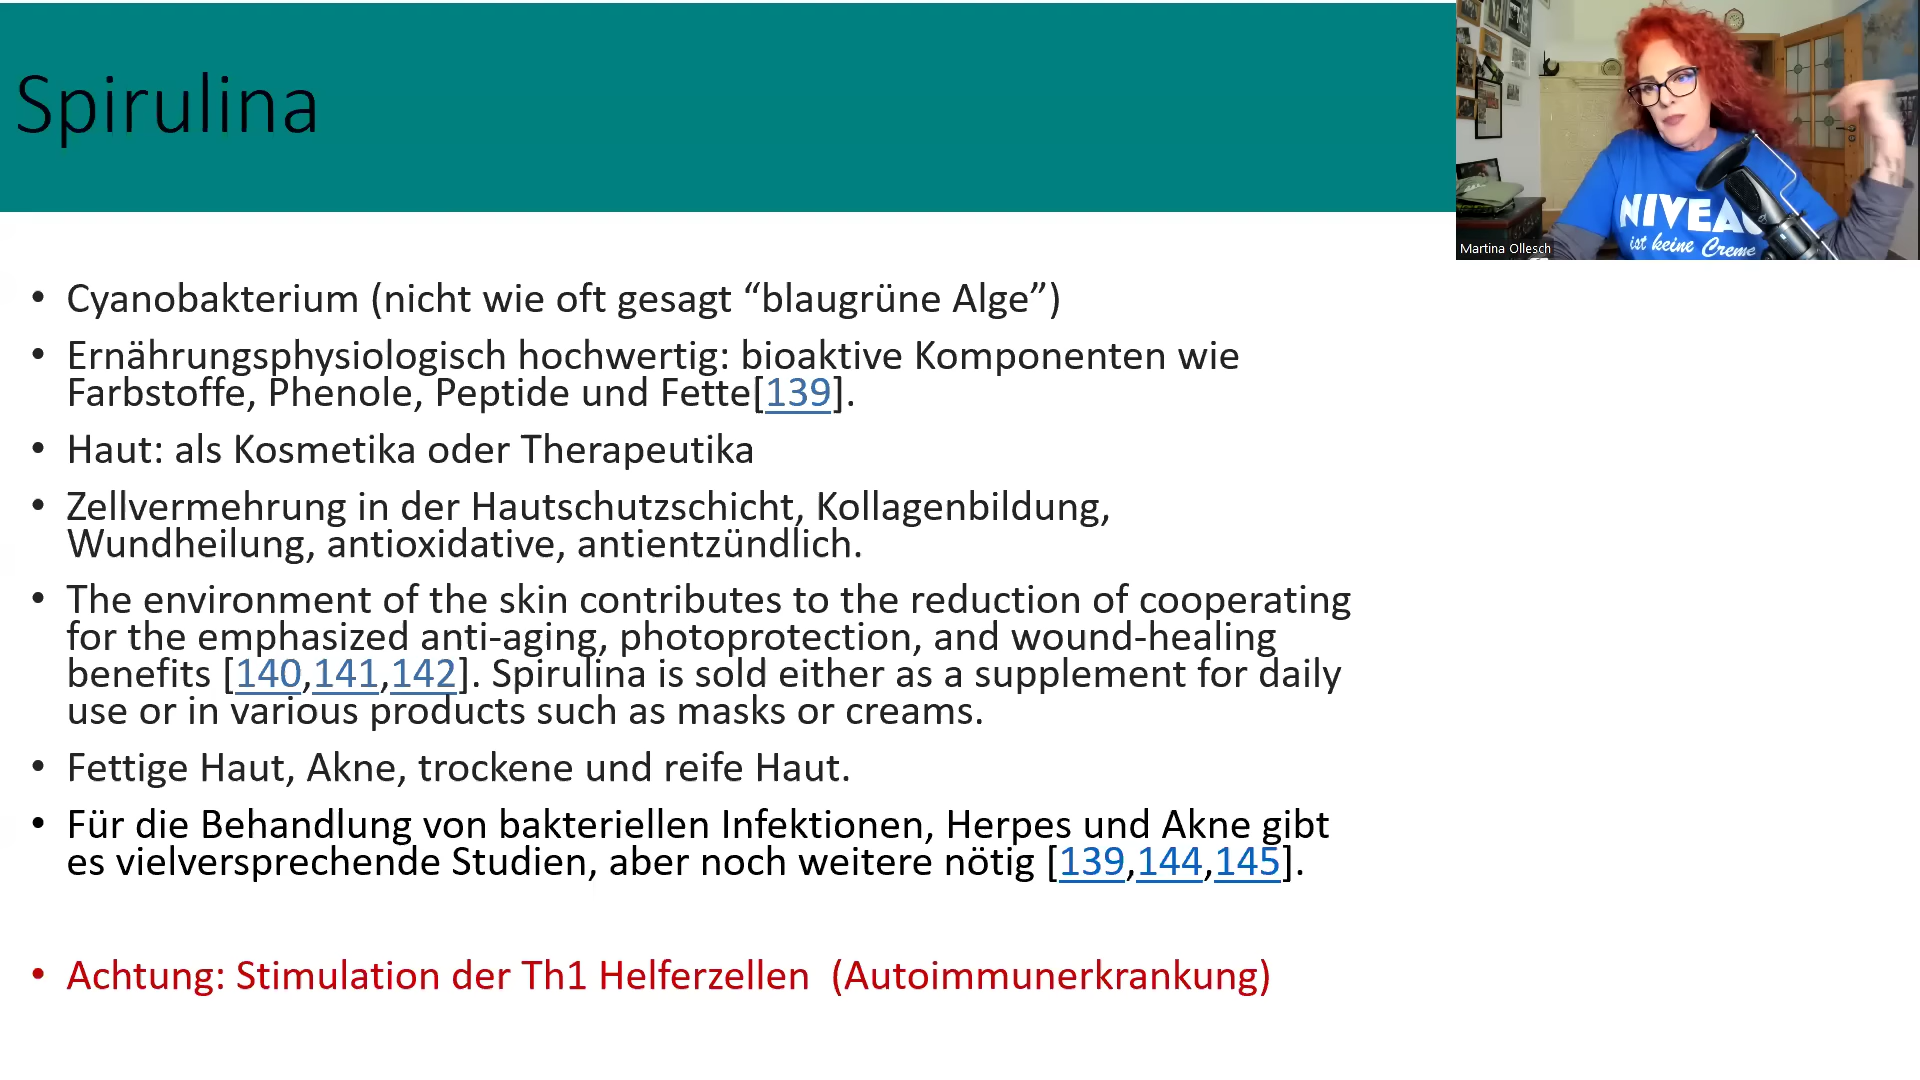 Spirulina
NIVEA
ist keine Creme
Martina Ollesch
• Cyanobakterium (nicht wie oft gesagt “blaugrüne Alge”)
• Ernährungsphysiologisch hochwertig: bioaktive Komponenten wie
Farbstoffe, Phenole, Peptide und Fette[139].
• Haut: als Kosmetika oder Therapeutika
• Zellvermehrung in der Hautschutzschicht, Kollagenbildung,
Wundheilung, antioxidative, antientzündlich.
• The environment of the skin contributes to the reduction of cooperating
for the emphasized anti-aging, photoprotection, and wound-healing
benefits [140,141,142]. Spirulina is sold either as a supplement for daily
use or in various products such as masks or creams.
• Fettige Haut, Akne, trockene und reife Haut.
• Für die Behandlung von bakteriellen Infektionen, Herpes und Akne gibt
es vielversprechende Studien, aber noch weitere nötig [139,144,145].
• Achtung: Stimulation der Th1 Helferzellen  (Autoimmunerkrankung)